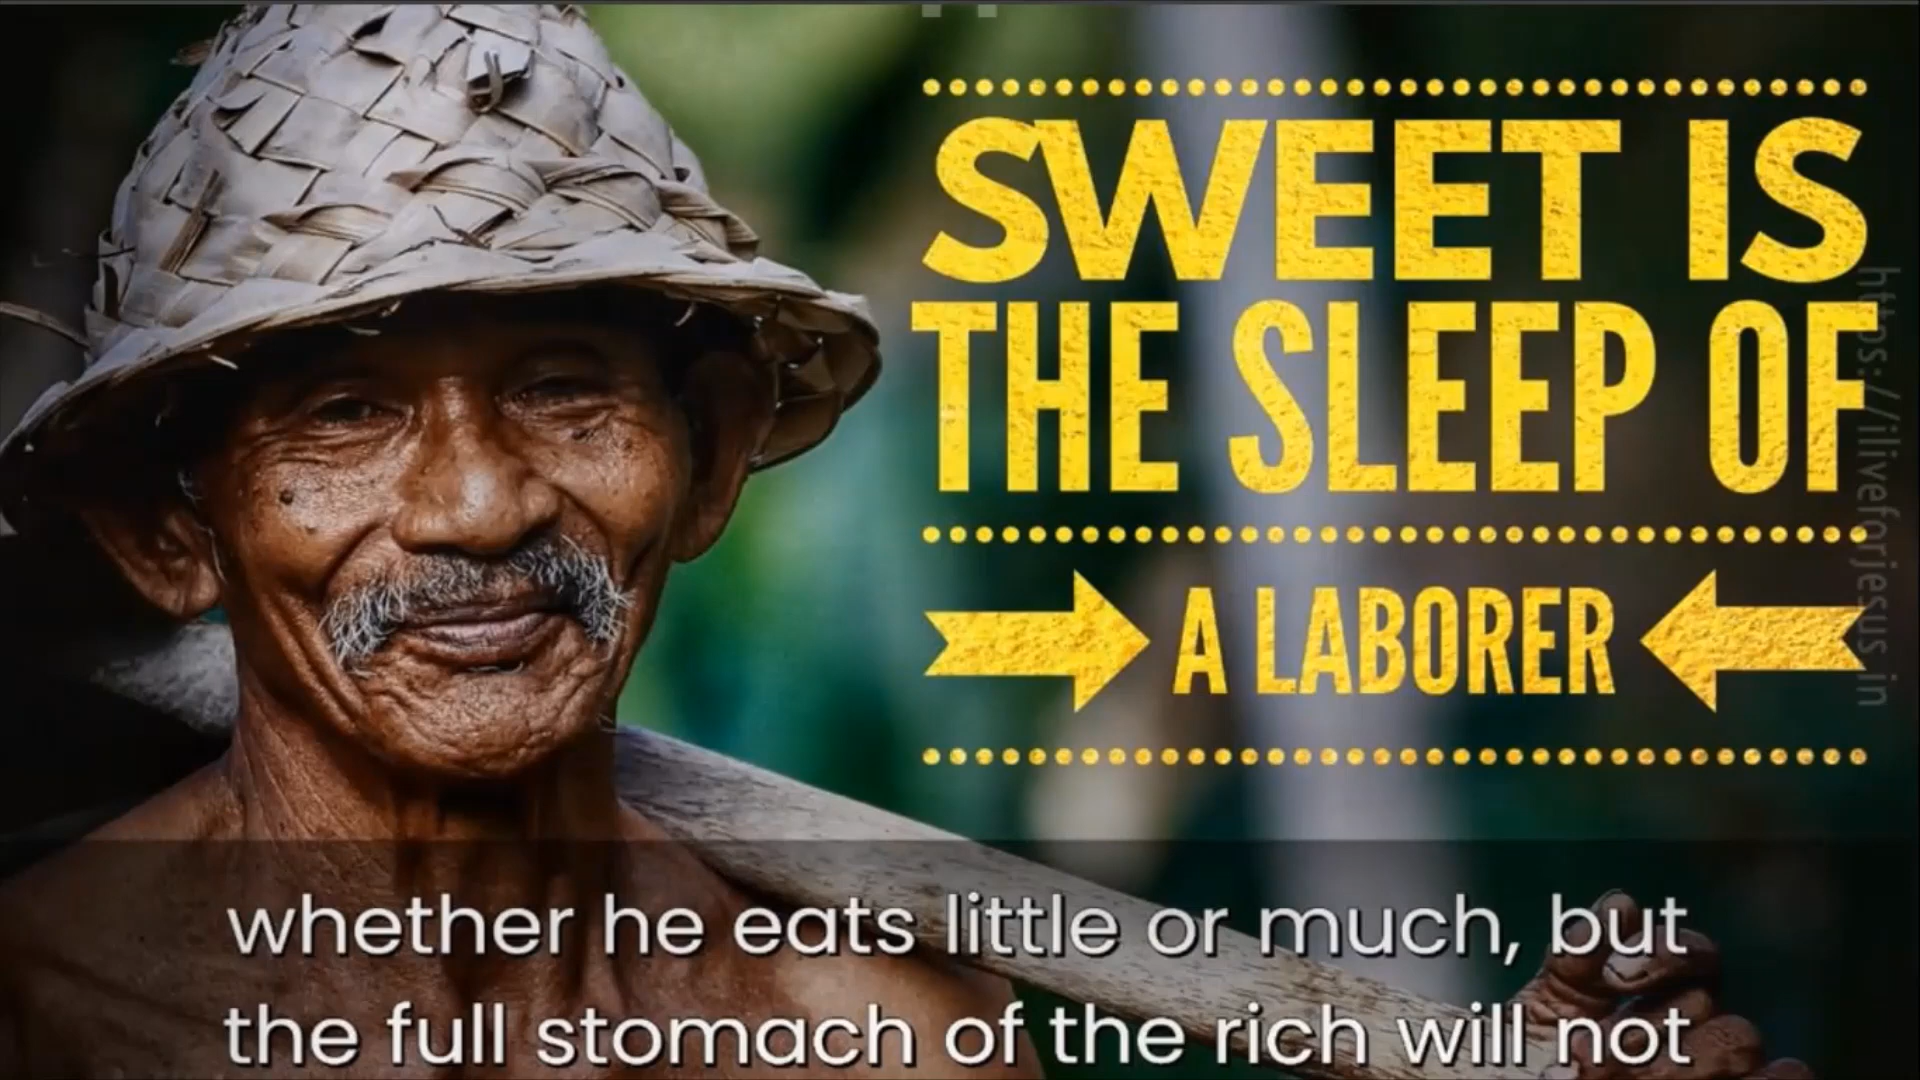 SWEET IS
THE SLEEP OF
A LABORER
https://iliveforjesus.in
whether he eats little or much, but
the full stomach of the rich will not